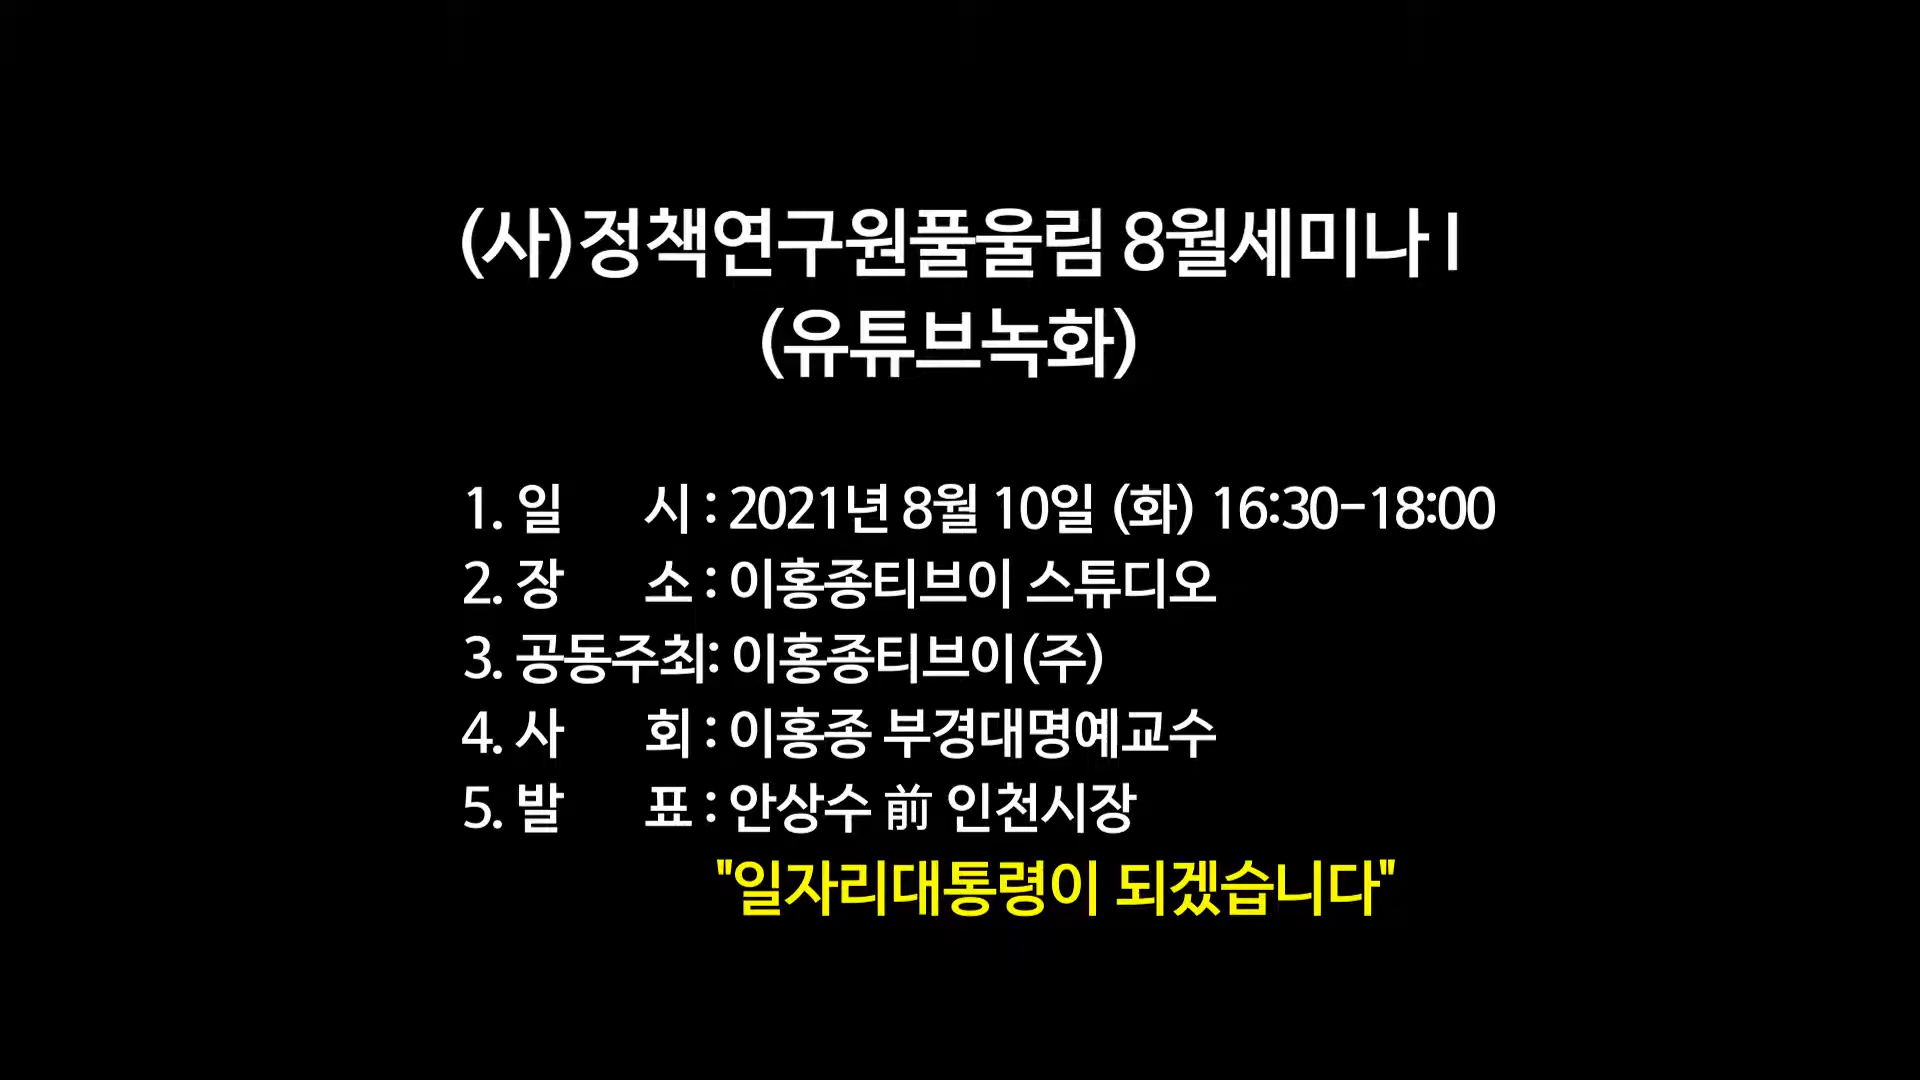 (사)정책연구원풀울림 8월세미나 I
(유튜브녹화)
1. 일 시 : 2021년 8월 10일 (화) 16:30-18:00
2. 장 소 : 이홍종티브이 스튜디오
3. 공동주최: 이홍종티브이(주)
4. 사 회 : 이홍종 부경대명예교수
5. 발 표 : 안상수 前 인천시장
"일자리대통령이 되겠습니다"